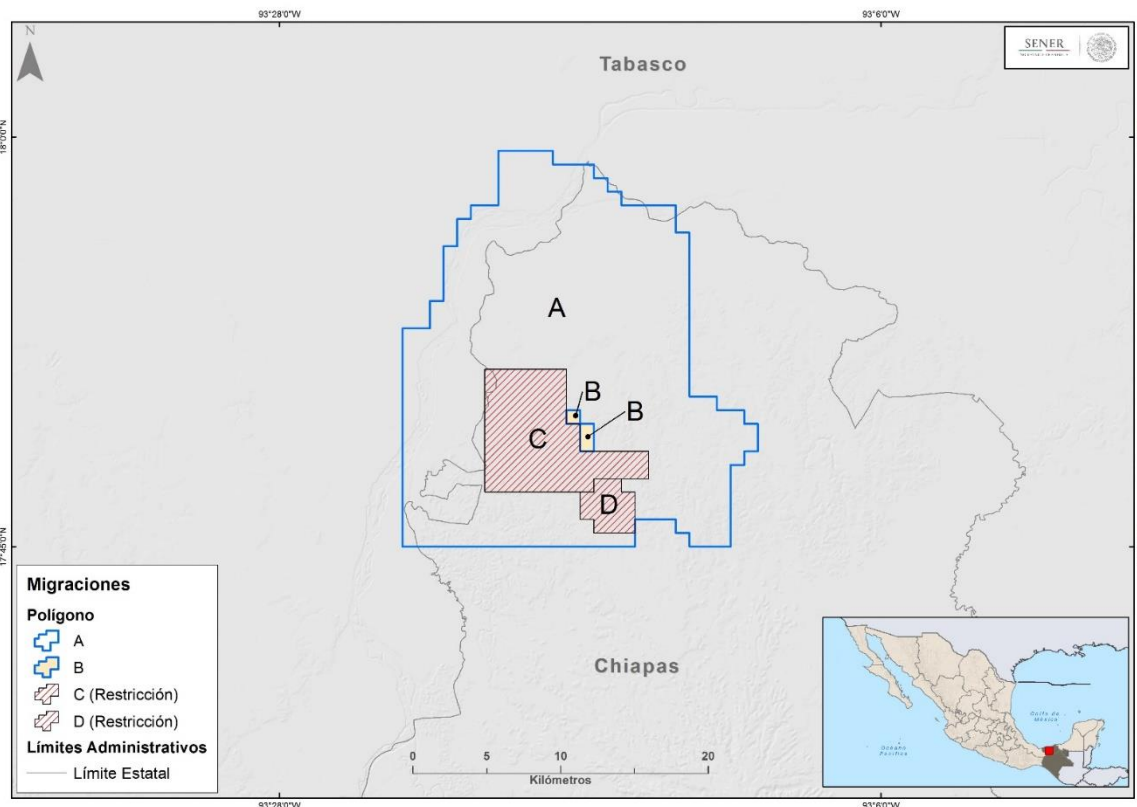 93°28'0"W
93°6'0"W
N
SENER
Tabasco
18°0'0"N
A
B
B
C
D
17°45'0"N
Migraciones
Polígono
A
B
C (Restricción)
D (Restricción)
Límites Administrativos
Límite Estatal
Chiapas
0 5 10 20
Kilómetros
Golfo de
México
Océano
Pacífico
93°28'0"W
93°6'0"W